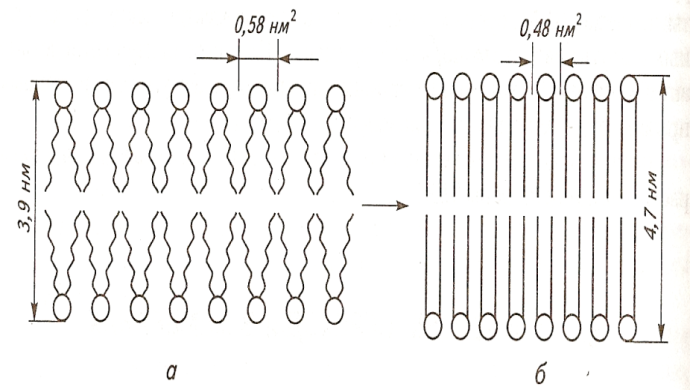 0,58 нм²
0,48 нм²
3,9 нм
4,7 нм
а
б